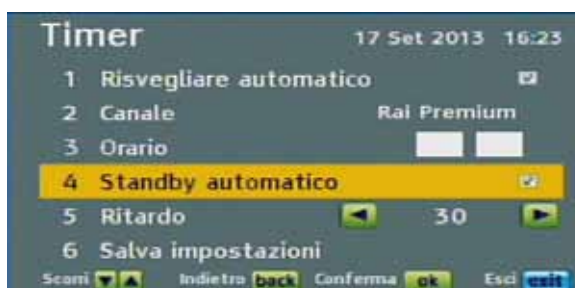 Timer 17 Set 2013 16:23
1 Risvegliare automatico
2 Canale Rai Premium
3 Orario
4 Standby automatico
5 Ritardo 30
6 Salva impostazioni
Scorri Indietro back Conferma ok Esci exit